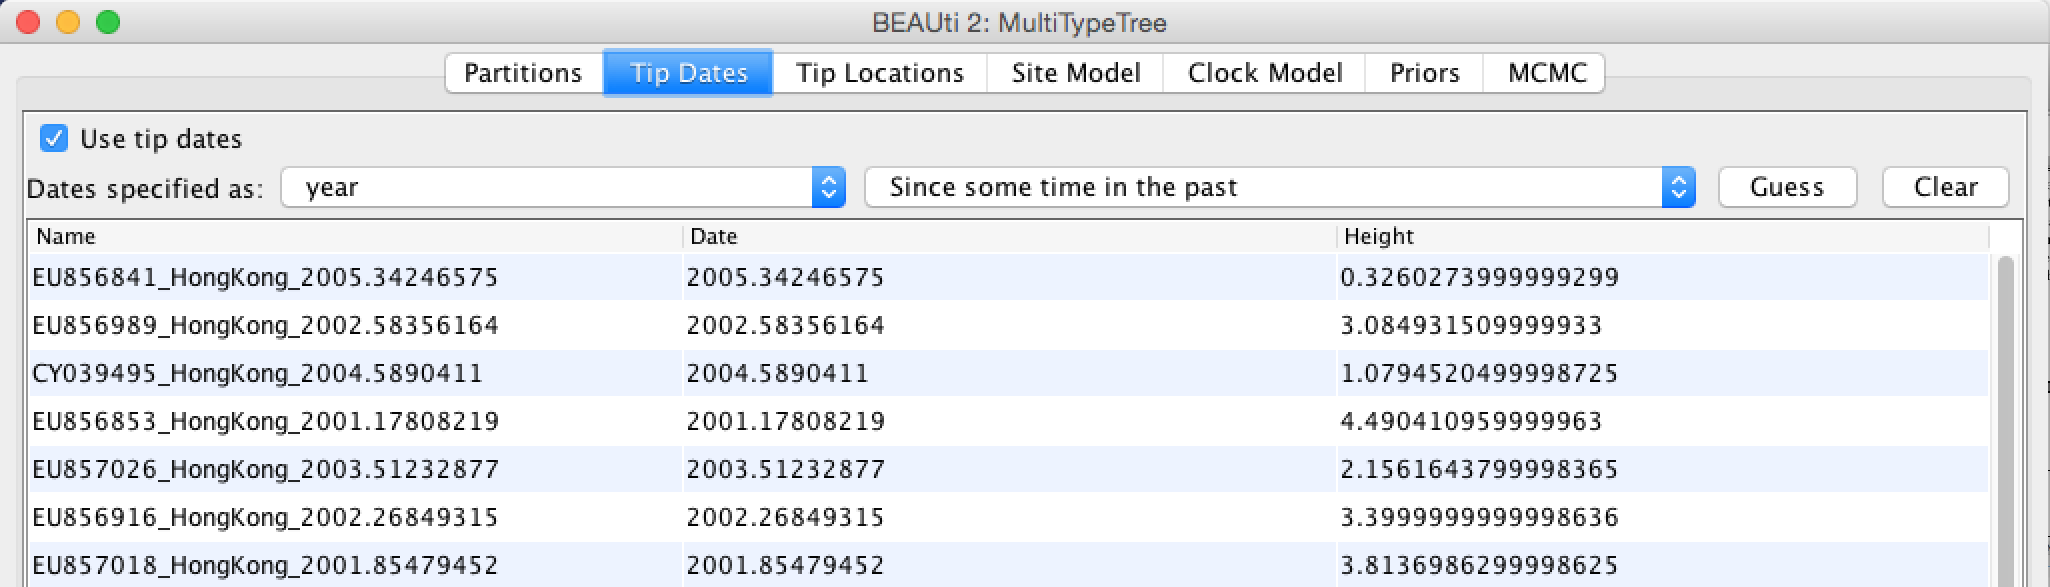 BEAUti 2: MultiTypeTree
Partitions Tip Dates Tip Locations Site Model Clock Model Priors MCMC
Use tip dates
Dates specified as: year Since some time in the past Guess Clear
Name Date Height
EU856841_HongKong_2005.34246575 2005.34246575 0.3260273999999299
EU856989_HongKong_2002.58356164 2002.58356164 3.084931509999933
CY039495_HongKong_2004.5890411 2004.5890411 1.0794520499998725
EU856853_HongKong_2001.17808219 2001.17808219 4.490410959999963
EU857026_HongKong_2003.51232877 2003.51232877 2.1561643799998365
EU856916_HongKong_2002.26849315 2002.26849315 3.3999999999998636
EU857018_HongKong_2001.85479452 2001.85479452 3.8136986299998625